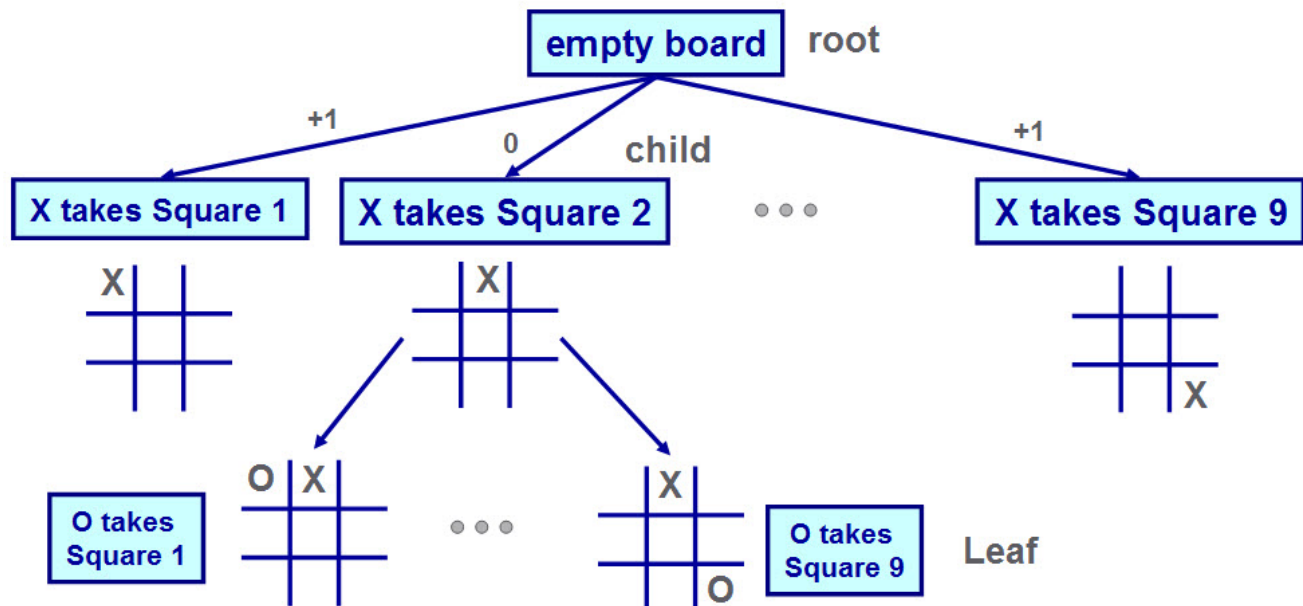 empty board
root
+1
0
+1
child
X takes Square 1
X takes Square 2
X takes Square 9
X
X
X
O X
X
O takes
Square 1
O takes
Square 9
Leaf
O